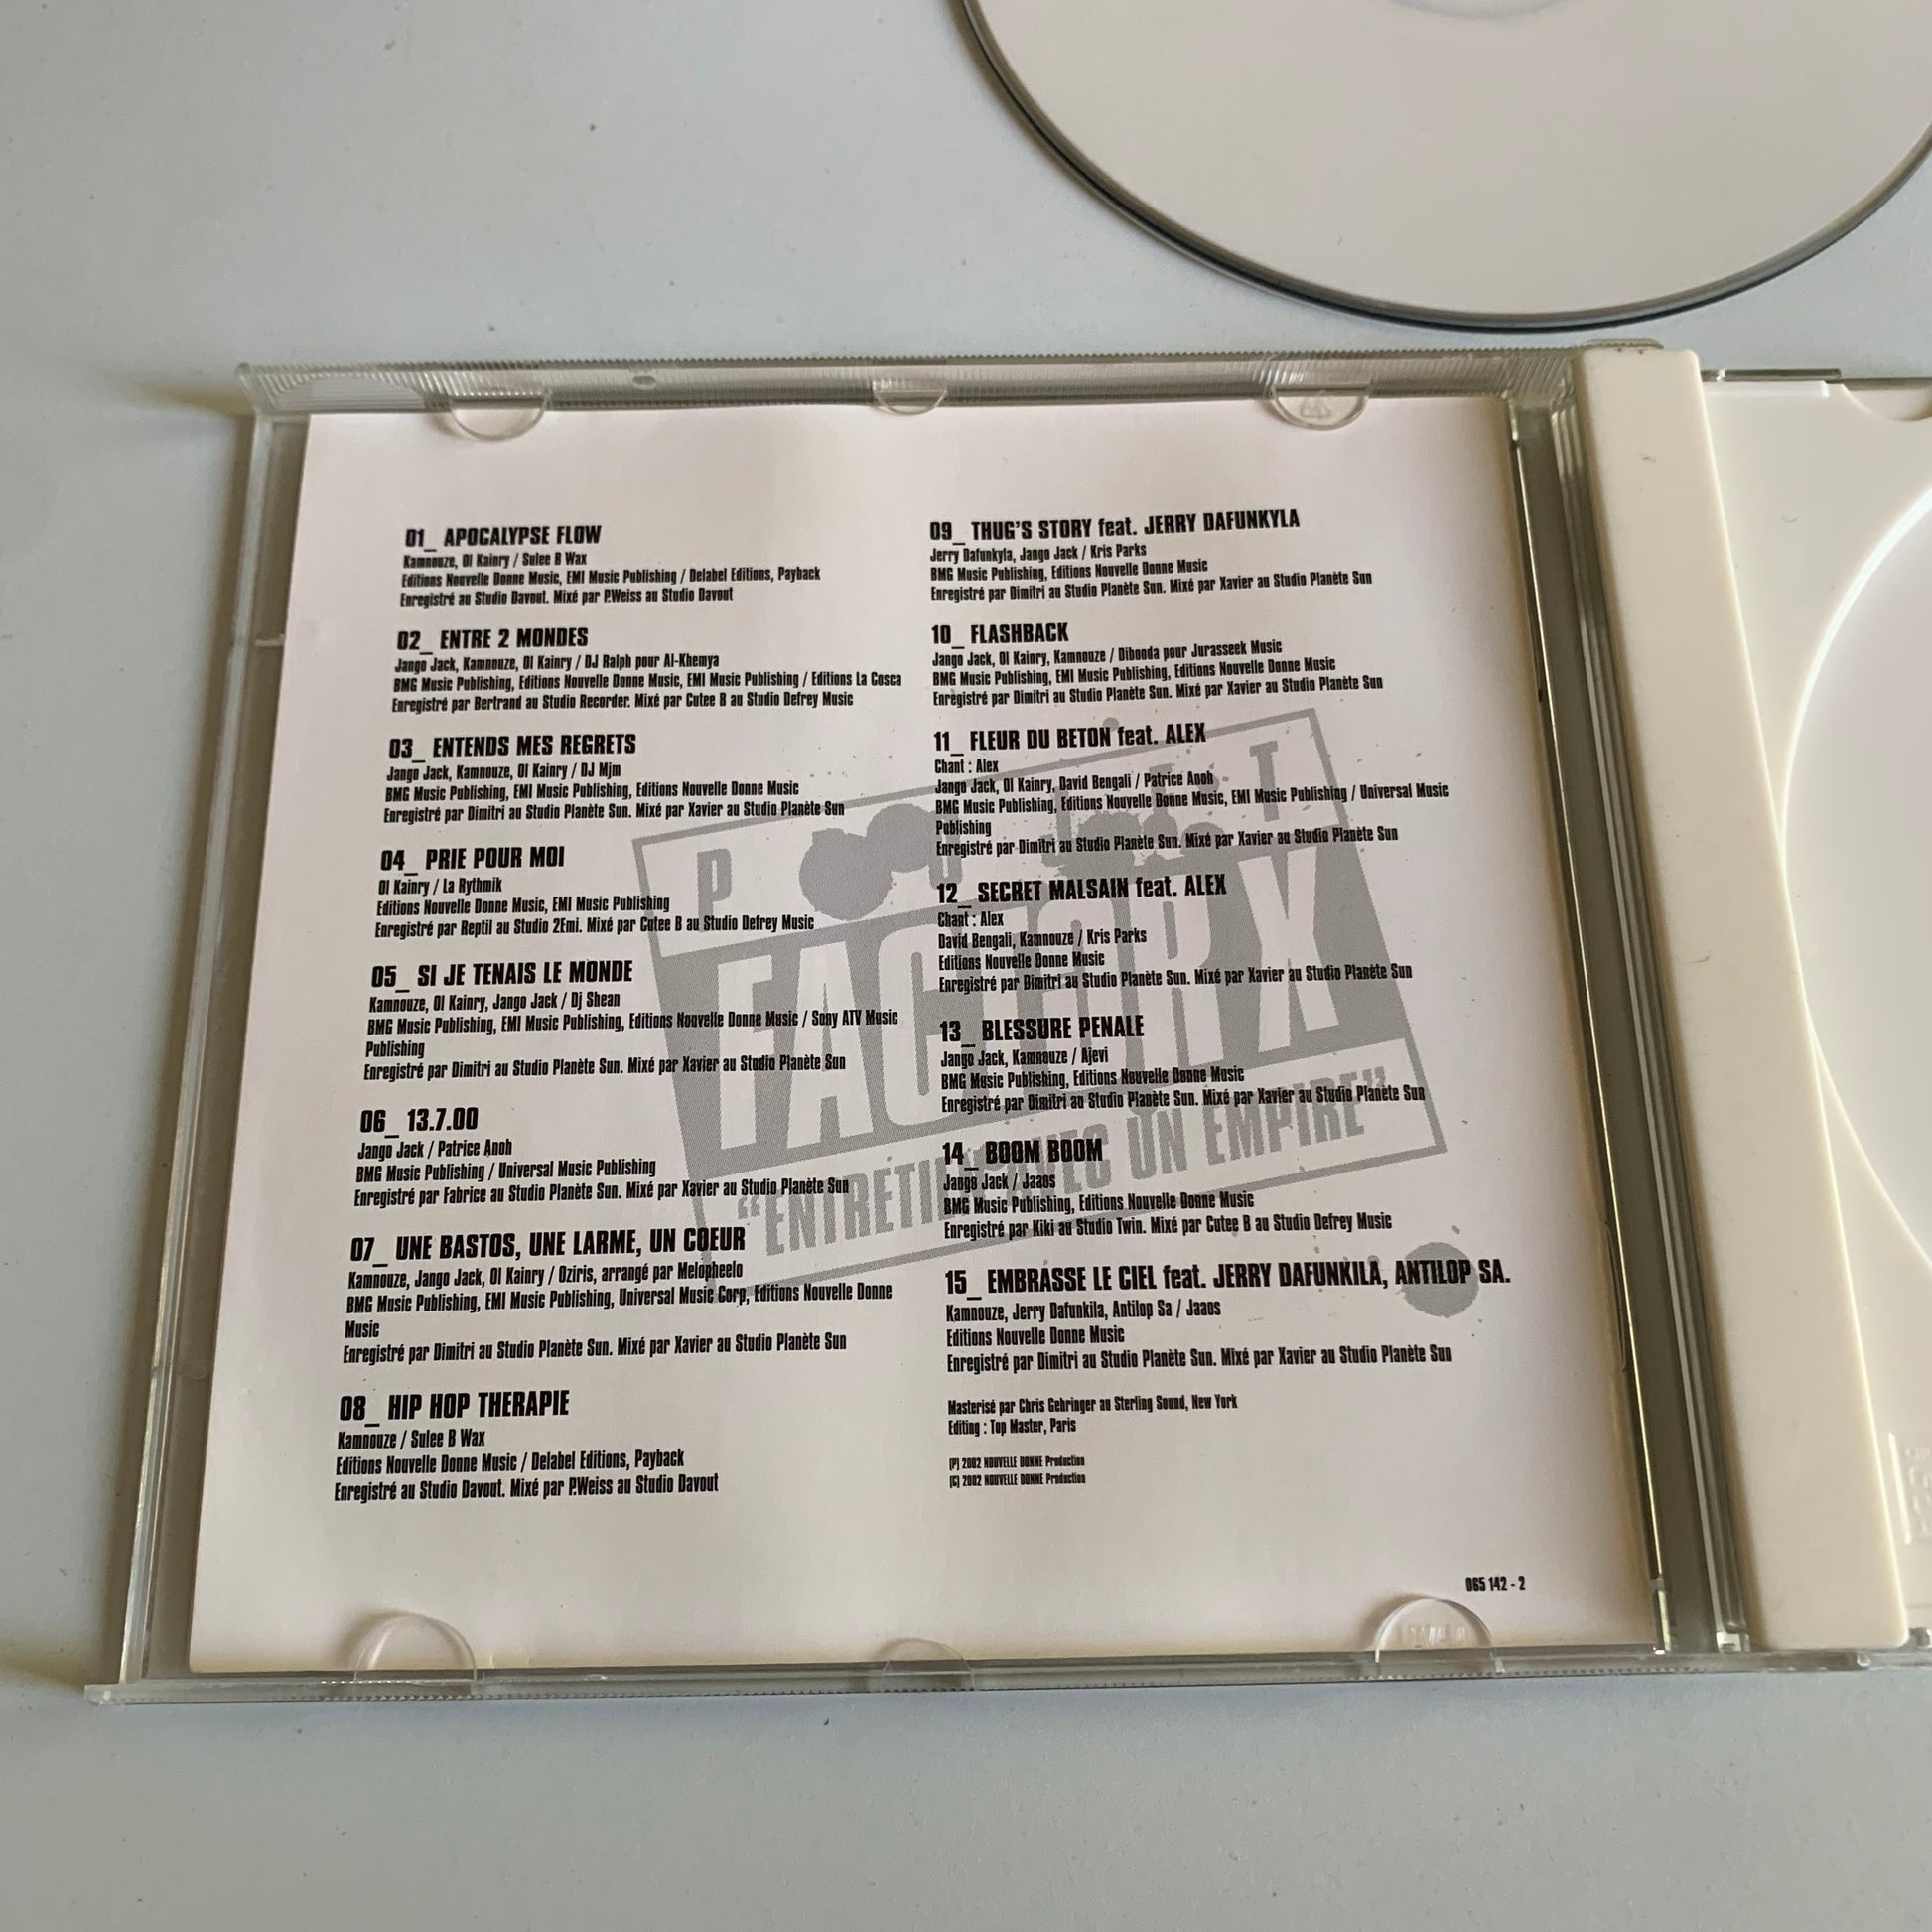 01_ APOCALYPSE FLOW
Kamnouze, Ol Kainry / Sulee B Wax
Editions Nouvelle Donne Music, EMI Music Publishing / Delabel Editions, Payback
Enregistré au Studio Davout. Mixé par P.Weiss au Studio Davout
02_ ENTRE 2 MONDES
Jango Jack, Kamnouze, Ol Kainry / DJ Ralph pour Al-Khemya
BMG Music Publishing, Editions Nouvelle Donne Music, EMI Music Publishing / Editions La Cosca
Enregistré par Bertrand au Studio Recorder. Mixé par Cutee B au Studio Defrey Music
03_ ENTENDS MES REGRETS
Jango Jack, Kamnouze, Ol Kainry / DJ Mjm
BMG Music Publishing, EMI Music Publishing, Editions Nouvelle Donne Music
Enregistré par Dimitri au Studio Planète Sun. Mixé par Xavier au Studio Planète Sun
04_ PRIE POUR MOI
Ol Kainry / La Rythmik
Editions Nouvelle Donne Music, EMI Music Publishing
Enregistré par Reptil au Studio 2Emi. Mixé par Cutee B au Studio Defrey Music
05_ SI JE TENAIS LE MONDE
Kamnouze, Ol Kainry, Jango Jack / Dj Shean
BMG Music Publishing, EMI Music Publishing, Editions Nouvelle Donne Music / Sony ATV Music
Publishing
Enregistré par Dimitri au Studio Planète Sun. Mixé par Xavier au Studio Planète Sun
06_ 13.7.00
Jango Jack / Patrice Anoh
BMG Music Publishing / Universal Music Publishing
Enregistré par Fabrice au Studio Planète Sun. Mixé par Xavier au Studio Planète Sun
07_ UNE BASTOS, UNE LARME, UN COEUR
Kamnouze, Jango Jack, Ol Kainry / Oziris, arrangé par Melopheelo
BMG Music Publishing, EMI Music Publishing, Universal Music Corp, Editions Nouvelle Donne
Music
Enregistré par Dimitri au Studio Planète Sun. Mixé par Xavier au Studio Planète Sun
08_ HIP HOP THERAPIE
Kamnouze / Sulee B Wax
Editions Nouvelle Donne Music / Delabel Editions, Payback
Enregistré au Studio Davout. Mixé par P.Weiss au Studio Davout
09_ THUG'S STORY feat. JERRY DAFUNKYLA
Jerry Dafunkyla, Jango Jack / Kris Parks
BMG Music Publishing, Editions Nouvelle Donne Music
Enregistré par Dimitri au Studio Planète Sun. Mixé par Xavier au Studio Planète Sun
10_ FLASHBACK
Jango Jack, Ol Kainry, Kamnouze / Dibonda pour Jurasseek Music
BMG Music Publishing, EMI Music Publishing, Editions Nouvelle Donne Music
Enregistré par Dimitri au Studio Planète Sun. Mixé par Xavier au Studio Planète Sun
11_ FLEUR DU BETON feat. ALEX
Chant : Alex
Jango Jack, Ol Kainry, David Bengali / Patrice Anoh
BMG Music Publishing, Editions Nouvelle Donne Music, EMI Music Publishing / Universal Music
Publishing
Enregistré par Dimitri au Studio Planète Sun. Mixé par Xavier au Studio Planète Sun
12_ SECRET MALSAIN feat. ALEX
Chant : Alex
David Bengali, Kamnouze / Kris Parks
Editions Nouvelle Donne Music
Enregistré par Dimitri au Studio Planète Sun. Mixé par Xavier au Studio Planète Sun
13_ BLESSURE PENALE
Jango Jack, Kamnouze / Ajevi
BMG Music Publishing, Editions Nouvelle Donne Music
Enregistré par Dimitri au Studio Planète Sun. Mixé par Xavier au Studio Planète Sun
14_ BOOM BOOM
Jango Jack / Jaaos
BMG Music Publishing, Editions Nouvelle Donne Music
Enregistré par Kiki au Studio Twin. Mixé par Cutee B au Studio Defrey Music
15_ EMBRASSE LE CIEL feat. JERRY DAFUNKILA, ANTILOP SA.
Kamnouze, Jerry Dafunkila, Antilop Sa / Jaaos
Editions Nouvelle Donne Music
Enregistré par Dimitri au Studio Planète Sun. Mixé par Xavier au Studio Planète Sun
Masterisé par Chris Gehringer au Sterling Sound, New York
Editing : Top Master, Paris
(P) 2002 NOUVELLE DONNE Production
(C) 2002 NOUVELLE DONNE Production
065 142 - 2
FACTOR X
"ENTRETIEN AVEC UN EMPIRE"